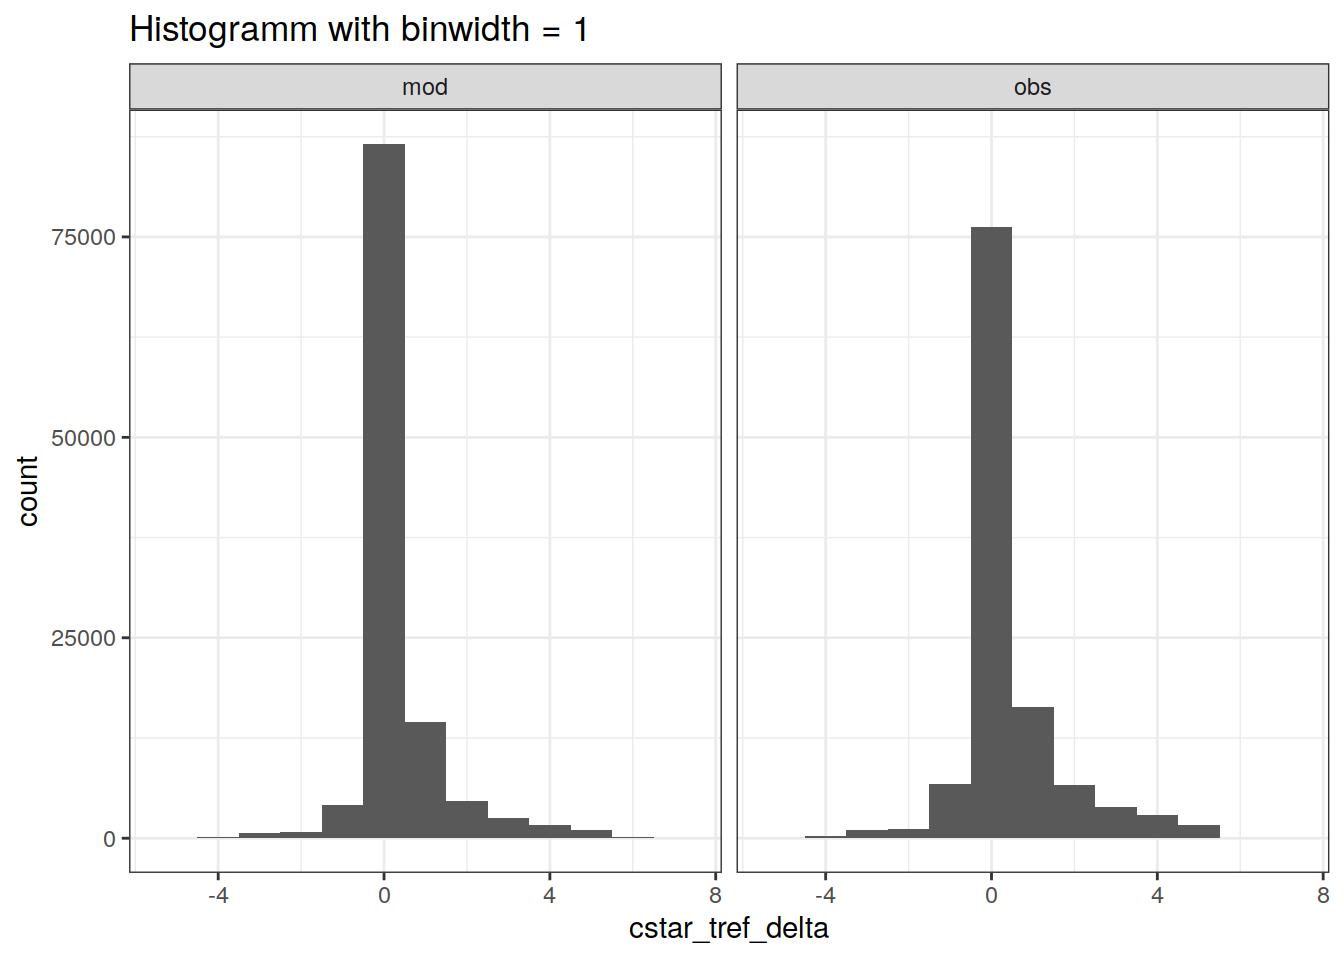 Histogramm with binwidth = 1
mod
obs
75000
50000
25000
0
count
-4
0
4
8
-4
0
4
8
cstar_tref_delta